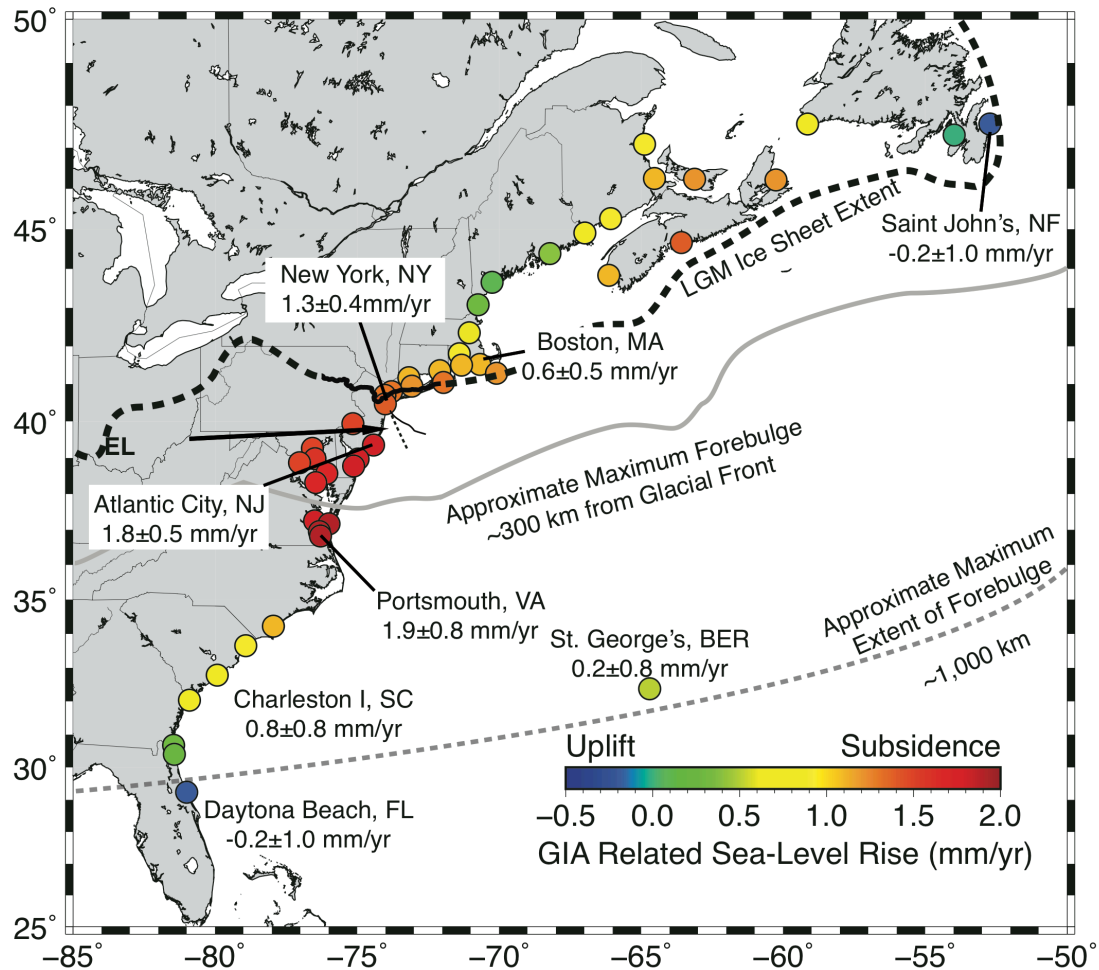 50°
45°
40°
35°
30°
25°
Saint John's, NF
-0.2±1.0 mm/yr
LGM Ice Sheet Extent
New York, NY
1.3±0.4mm/yr
Boston, MA
0.6±0.5 mm/yr
EL
Approximate Maximum Forebulge
~300 km from Glacial Front
Atlantic City, NJ
1.8±0.5 mm/yr
Portsmouth, VA
1.9±0.8 mm/yr
Approximate Maximum
Extent of Forebulge
~1,000 km
St. George's, BER
0.2±0.8 mm/yr
Charleston I, SC
0.8±0.8 mm/yr
Daytona Beach, FL
-0.2±1.0 mm/yr
Uplift Subsidence
−0.5 0.0 0.5 1.0 1.5 2.0
GIA Related Sea-Level Rise (mm/yr)
−85° −80° −75° −70° −65° −60° −55° −50°